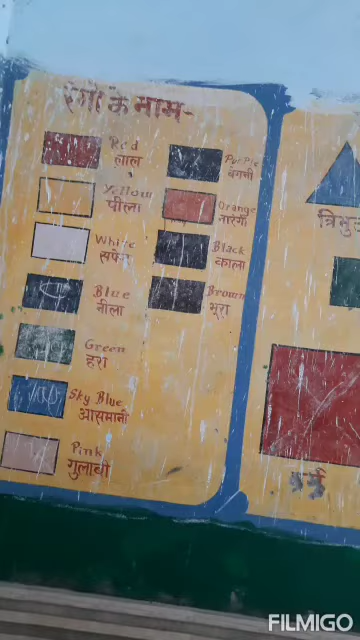 रंगों के नाम-
Red
लाल
Yellow
पीला
White
सफेद
Blue
नीला
Green
हरा
Sky Blue
आसमानी
Pink
गुलाबी
PurPle
बैंगनी
Orange
नारंगी
Black
काला
Brown
भूरा
त्रिभुज
FILMIGO